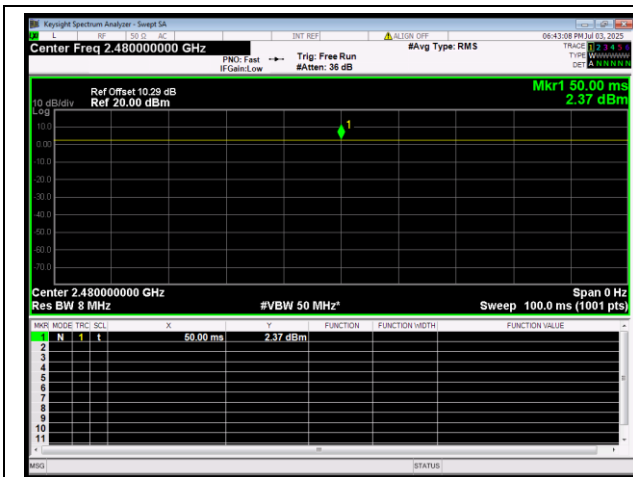 Keysight Spectrum Analyzer - Swept SA
L RF 50 Ω AC INT REF ALIGN OFF 06:43:08 PM Jul 03, 2025
Center Freq 2.480000000 GHz #Avg Type: RMS TRACE 1 2 3 4 5 6
PNO: Fast Trig: Free Run TYPE W
IFGain:Low #Atten: 36 dB DET A N N N N N
Mkr1 50.00 ms
Ref Offset 10.29 dB
10 dB/div Ref 20.00 dBm 2.37 dBm
Log
10.0
1
0.00
-10.0
-20.0
-30.0
-40.0
-50.0
-60.0
-70.0
Center 2.480000000 GHz Span 0 Hz
Res BW 8 MHz #VBW 50 MHz* Sweep 100.0 ms (1001 pts)
MKR MODE TRC SCL X Y FUNCTION FUNCTION WIDTH FUNCTION VALUE
1 N 1 t 50.00 ms 2.37 dBm
2
3
4
5
6
7
8
9
10
11
MSG STATUS